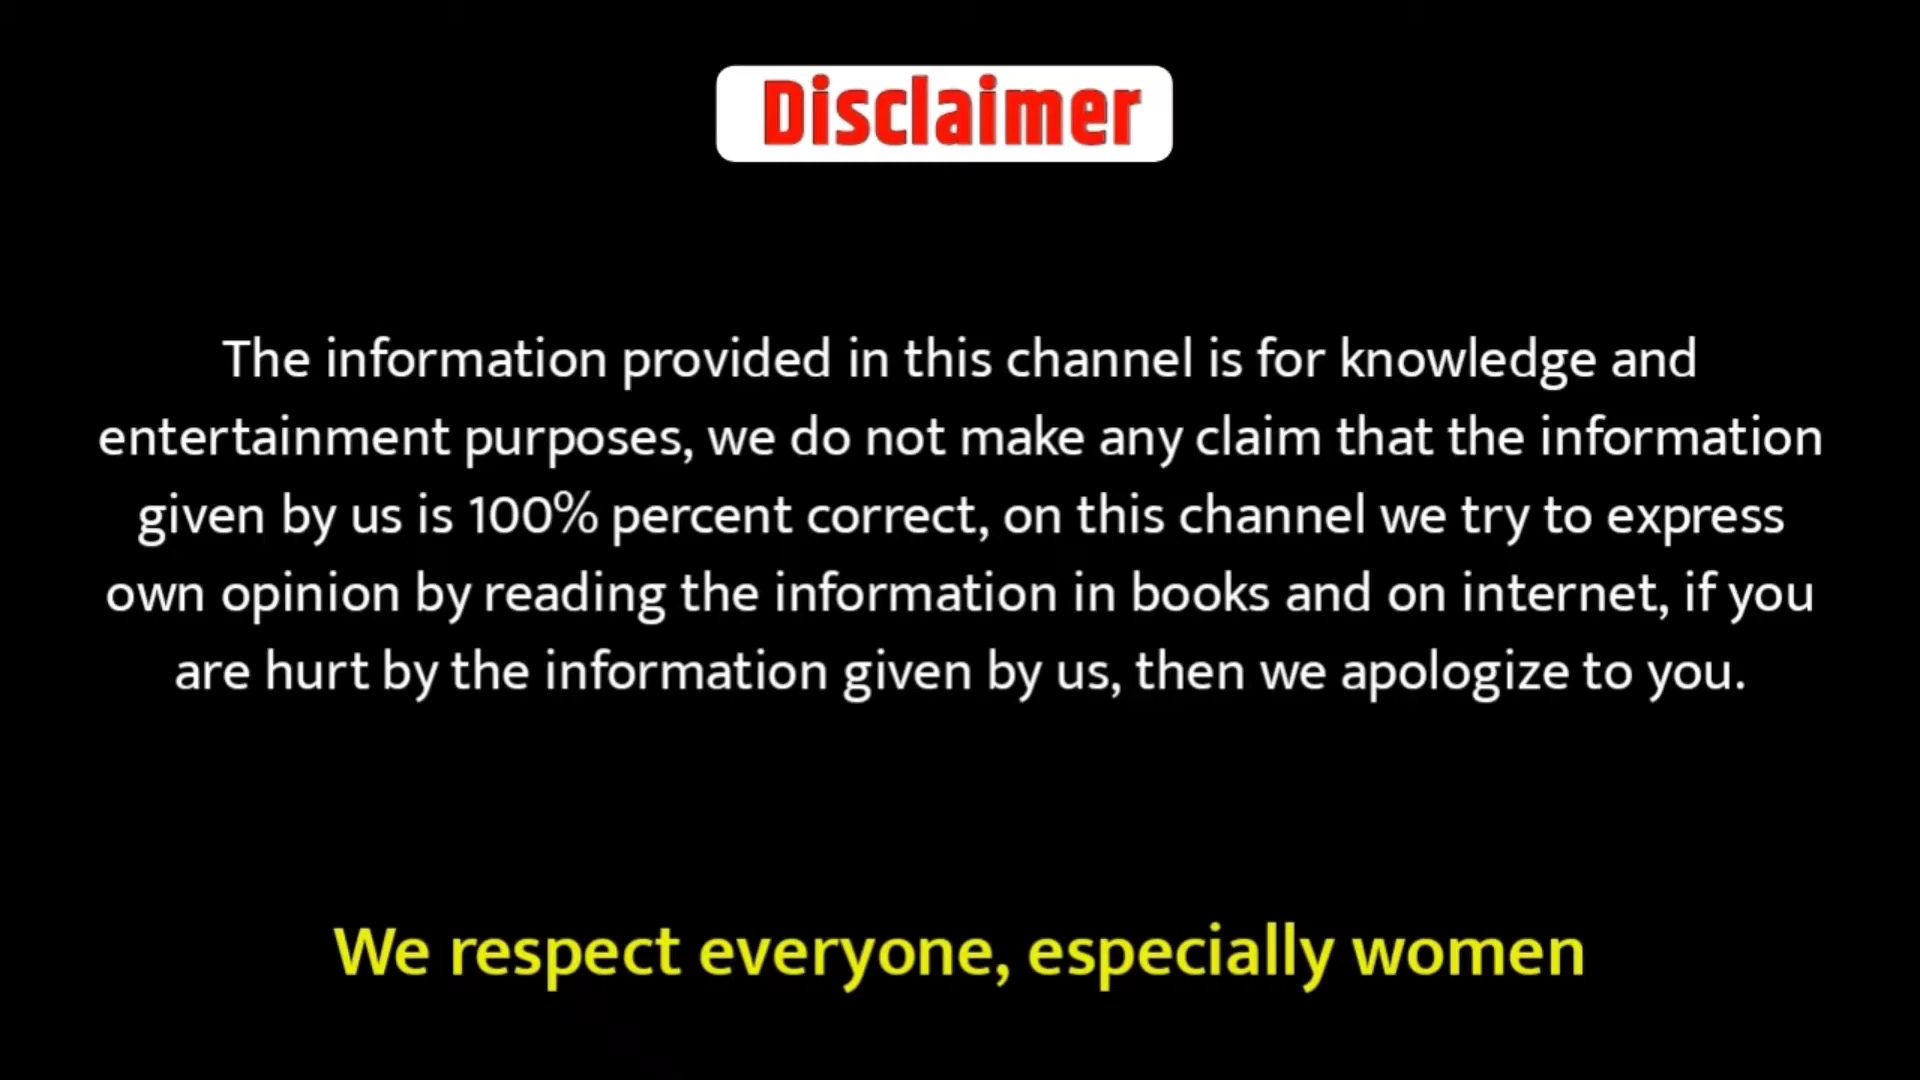 Disclaimer
The information provided in this channel is for knowledge and
entertainment purposes, we do not make any claim that the information
given by us is 100% percent correct, on this channel we try to express
own opinion by reading the information in books and on internet, if you
are hurt by the information given by us, then we apologize to you.
We respect everyone, especially women